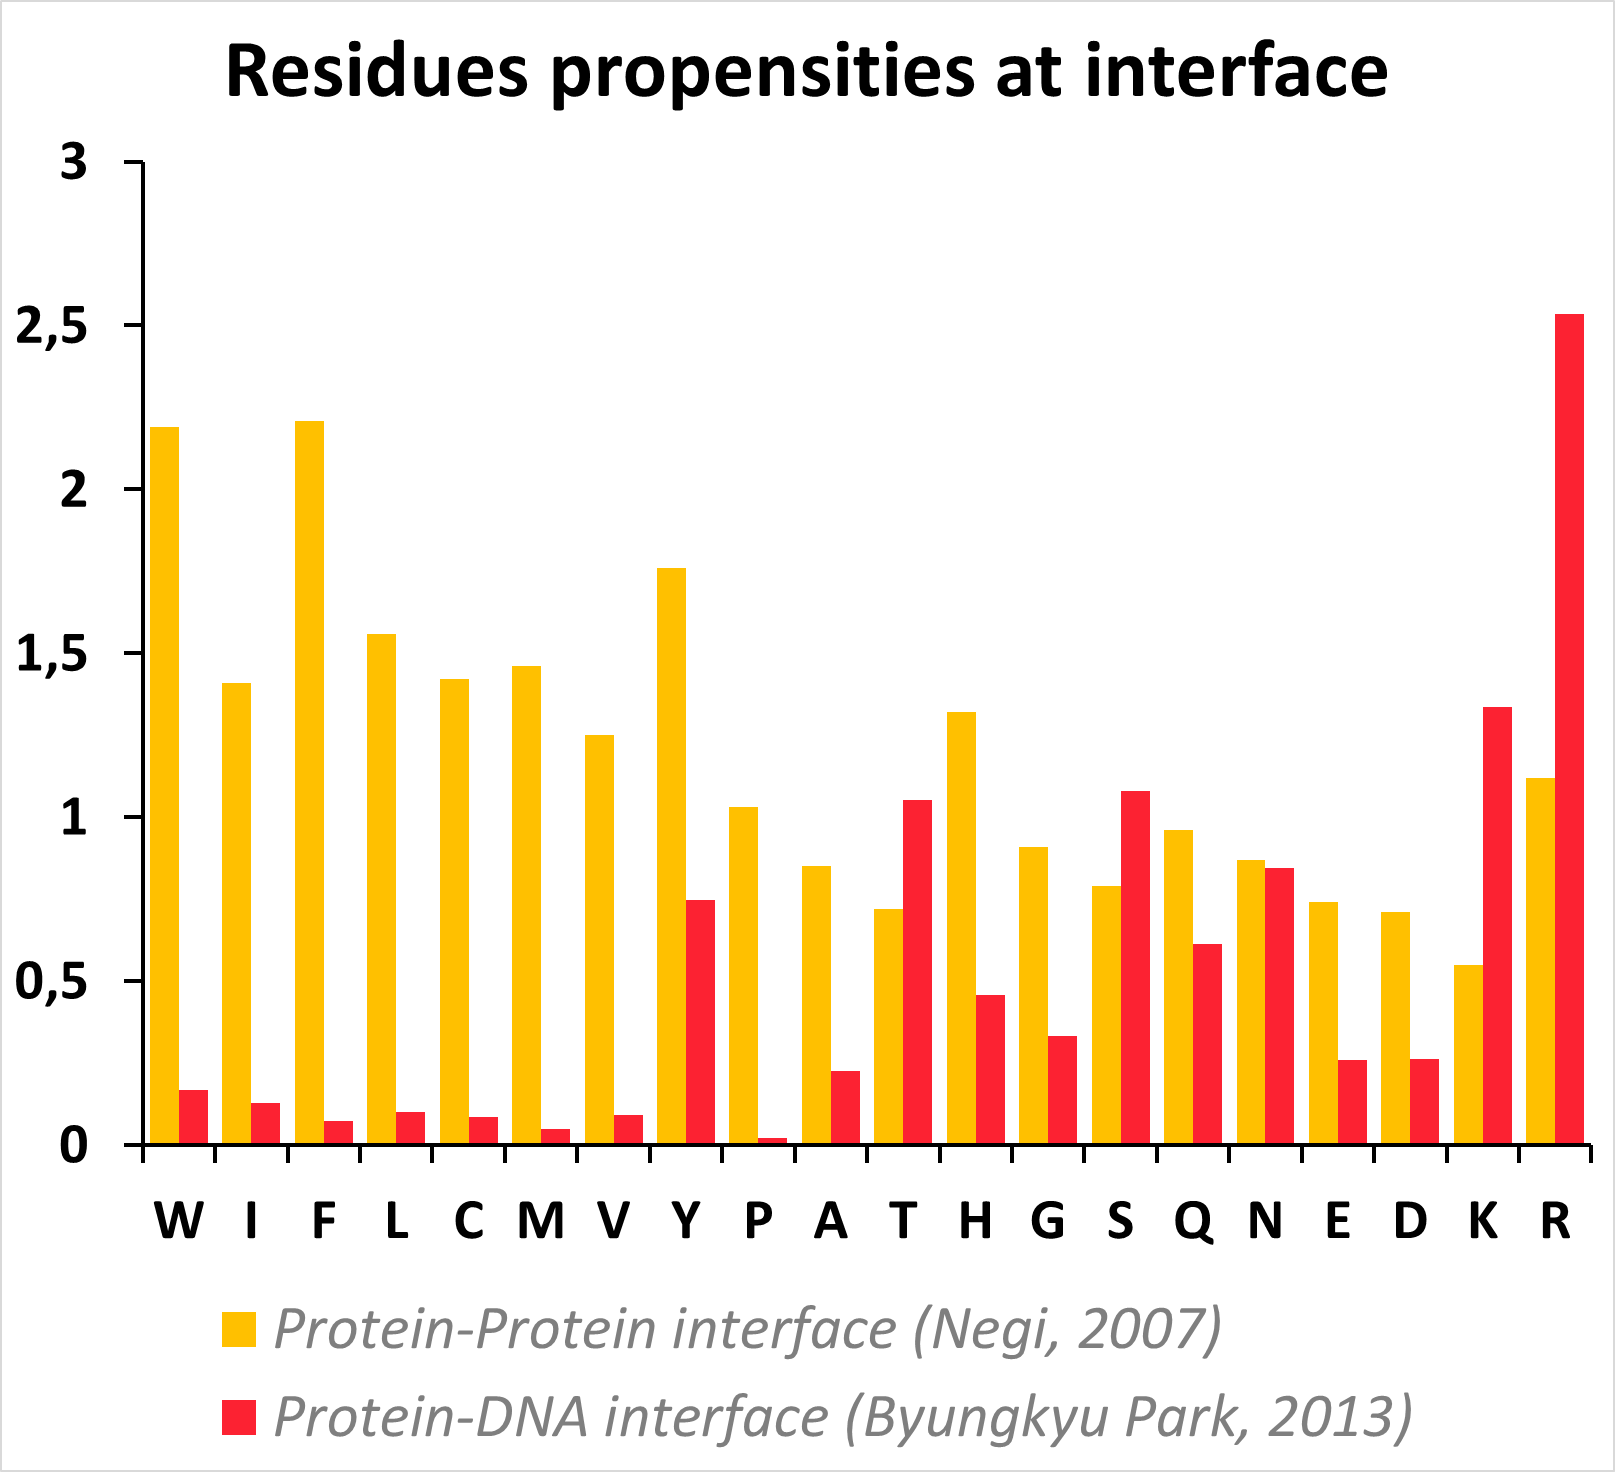 Residues propensities at interface
3
2,5
2
1,5
1
0,5
0
W I F L C M V Y P A T H G S Q N E D K R
Protein-Protein interface (Negi, 2007)
Protein-DNA interface (Byungkyu Park, 2013)